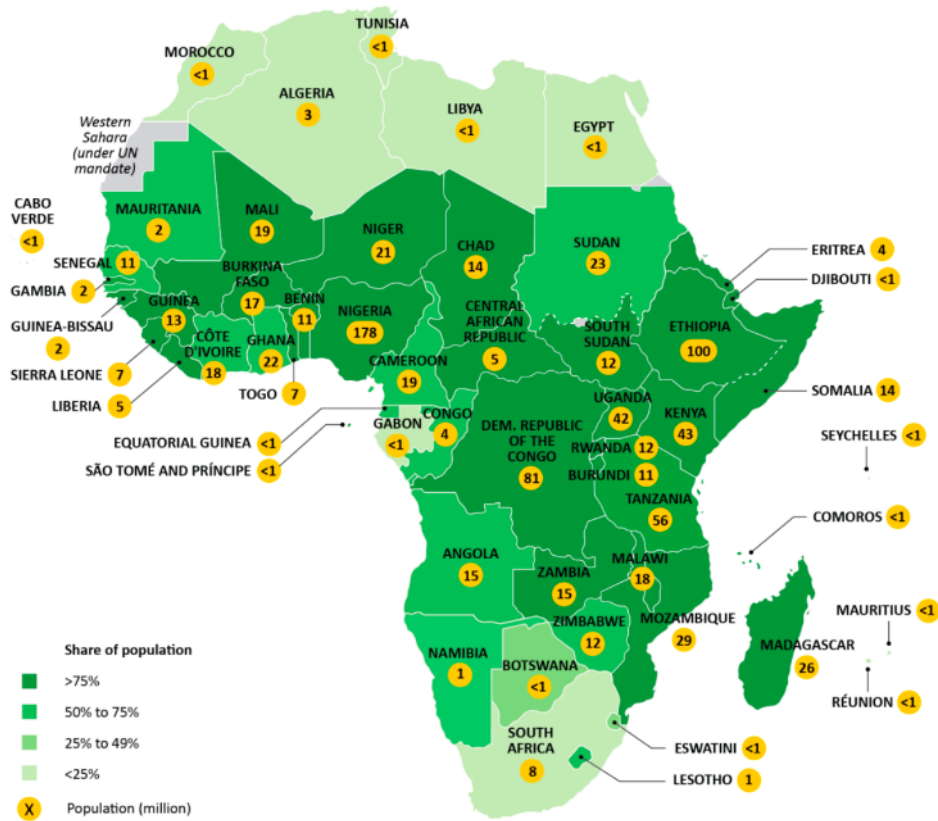 TUNISIA
<1
MOROCCO
<1
ALGERIA
3
LIBYA
<1
EGYPT
<1
Western
Sahara
(under UN
mandate)
CABO
VERDE
<1
MAURITANIA
2
MALI
19
NIGER
21
CHAD
14
SUDAN
23
ERITREA 4
DJIBOUTI <1
SENEGAL 11
GAMBIA 2
GUINEA-BISSAU
2
GUINEA
13
BURKINA
FASO
17
BENIN
11
NIGERIA
178
CENTRAL
AFRICAN
REPUBLIC
5
SOUTH
SUDAN
12
ETHIOPIA
100
SIERRA LEONE 7
LIBERIA 5
CÔTE
D'IVOIRE
18
GHANA
22
TOGO 7
CAMEROON
19
SOMALIA 14
EQUATORIAL GUINEA <1
SÃO TOMÉ AND PRÍNCIPE <1
GABON
<1
CONGO
4
DEM. REPUBLIC
OF THE
CONGO
81
UGANDA
42
KENYA
43
RWANDA 12
BURUNDI 11
TANZANIA
56
SEYCHELLES <1
COMOROS <1
ANGOLA
15
ZAMBIA
15
MALAWI
18
MOZAMBIQUE
29
ZIMBABWE
12
MADAGASCAR
26
MAURITIUS <1
RÉUNION <1
NAMIBIA
1
BOTSWANA
<1
SOUTH
AFRICA
8
ESWATINI <1
LESOTHO 1
Share of population
>75%
50% to 75%
25% to 49%
<25%
X Population (million)